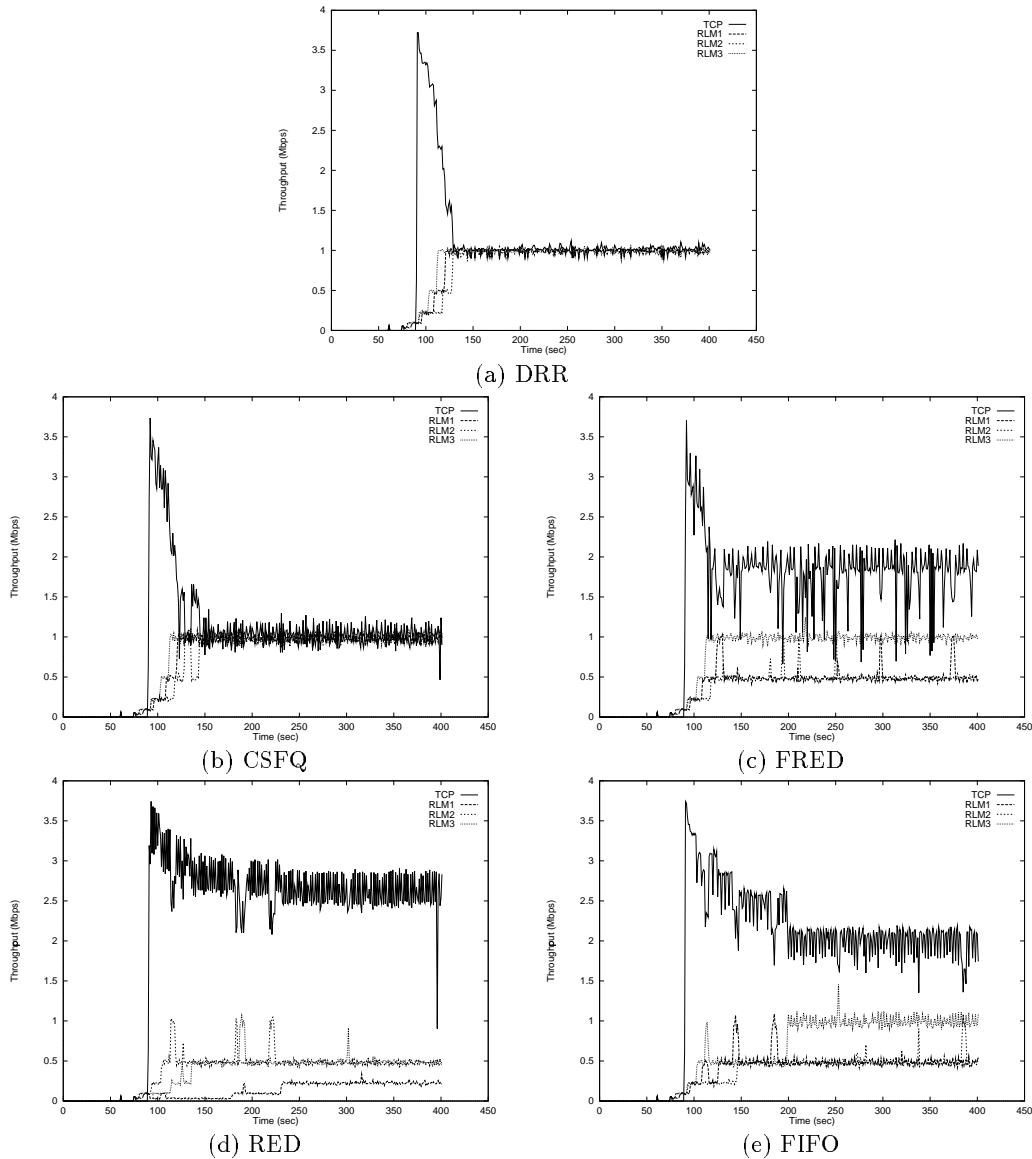 4
3.5
3
2.5
2
1.5
1
0.5
0
0 50 100 150 200 250 300 350 400 450
Throughput (Mbps)
Time (sec)
TCP
RLM1
RLM2
RLM3
(a) DRR
4
3.5
3
2.5
2
1.5
1
0.5
0
0 50 100 150 200 250 300 350 400 450
Throughput (Mbps)
Time (sec)
TCP
RLM1
RLM2
RLM3
(b) CSFQ
4
3.5
3
2.5
2
1.5
1
0.5
0
0 50 100 150 200 250 300 350 400 450
Throughput (Mbps)
Time (sec)
TCP
RLM1
RLM2
RLM3
(c) FRED
4
3.5
3
2.5
2
1.5
1
0.5
0
0 50 100 150 200 250 300 350 400 450
Throughput (Mbps)
Time (sec)
TCP
RLM1
RLM2
RLM3
(d) RED
4
3.5
3
2.5
2
1.5
1
0.5
0
0 50 100 150 200 250 300 350 400 450
Throughput (Mbps)
Time (sec)
TCP
RLM1
RLM2
RLM3
(e) FIFO